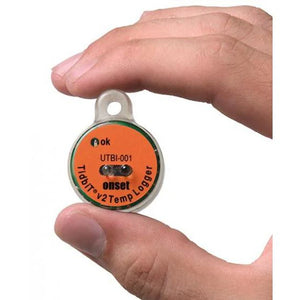 ok
UTBI-001
onset
TidbiT® v2 Temp Logger